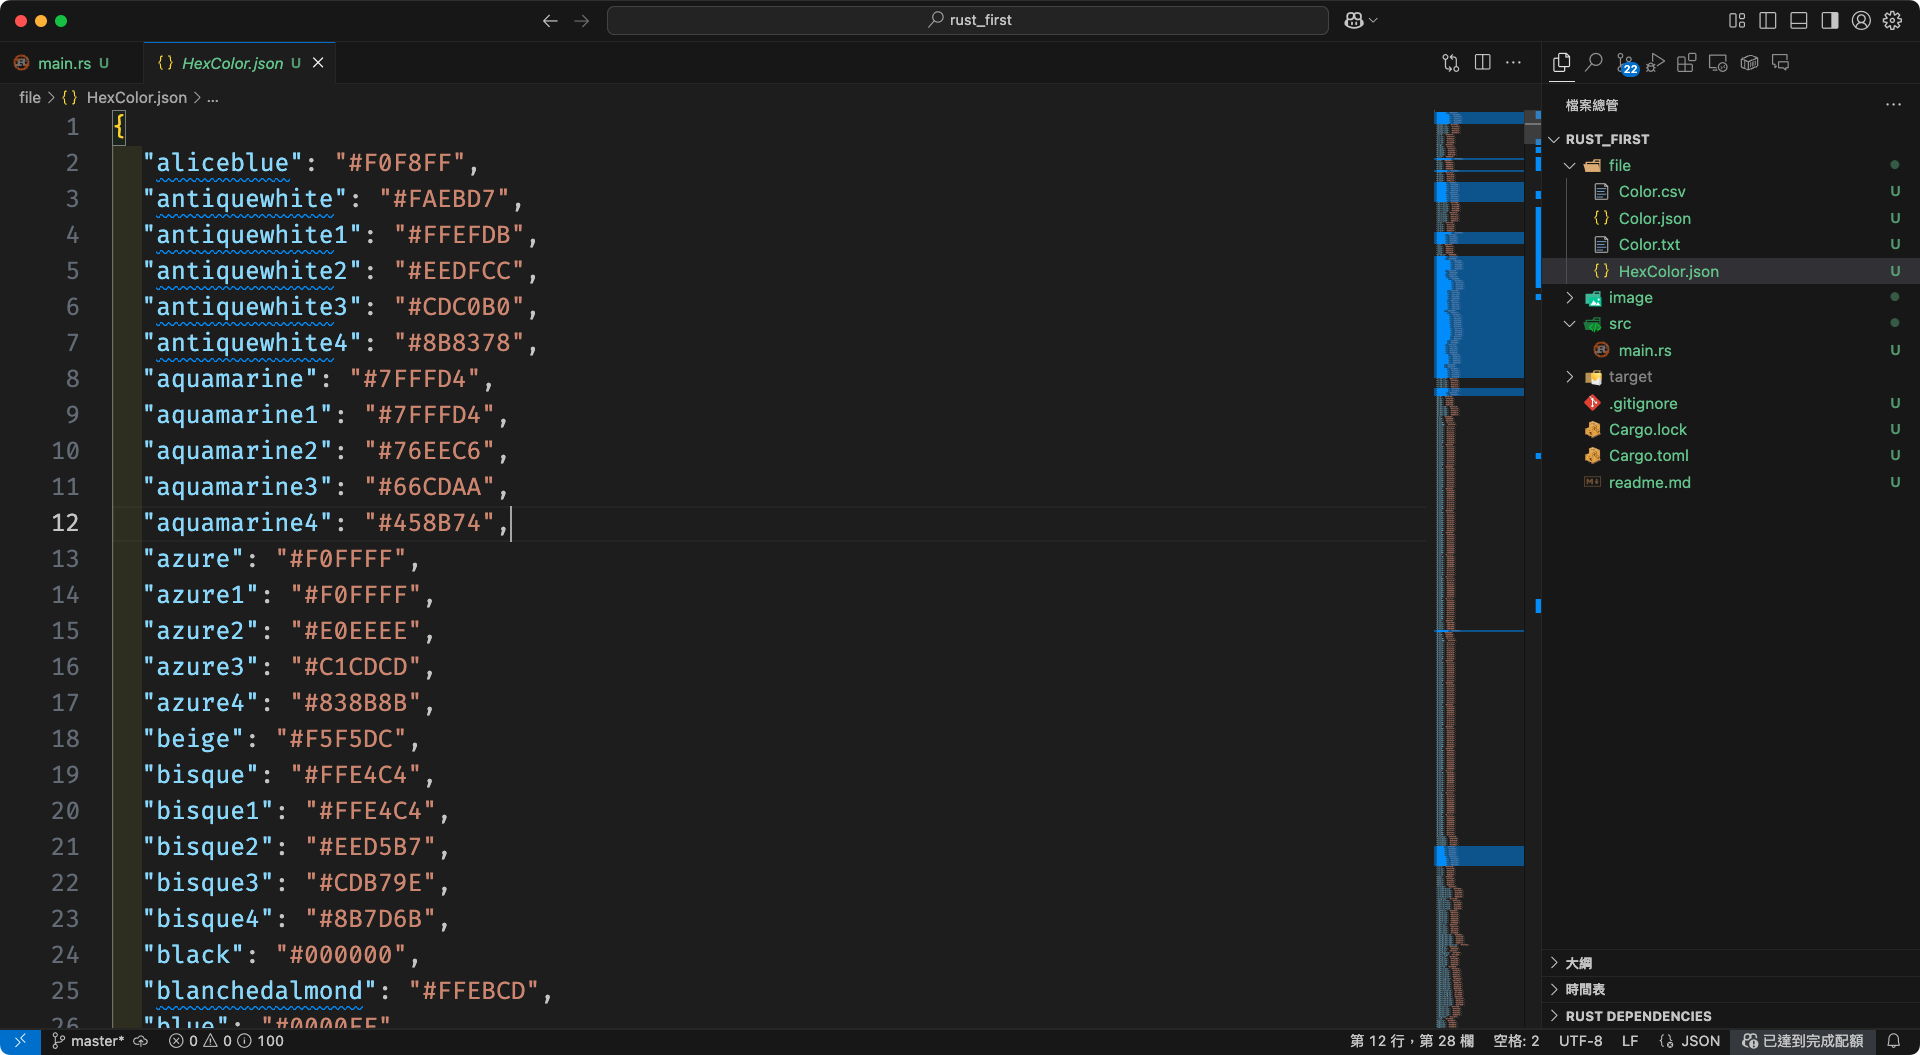 rust_first
main.rs U
HexColor.json U
file > HexColor.json > ...
1 {
2 "aliceblue": "#F0F8FF",
3 "antiquewhite": "#FAEBD7",
4 "antiquewhite1": "#FFEFDB",
5 "antiquewhite2": "#EEDFCC",
6 "antiquewhite3": "#CDC0B0",
7 "antiquewhite4": "#8B8378",
8 "aquamarine": "#7FFFD4",
9 "aquamarine1": "#7FFFD4",
10 "aquamarine2": "#76EEC6",
11 "aquamarine3": "#66CDAA",
12 "aquamarine4": "#458B74",
13 "azure": "#F0FFFF",
14 "azure1": "#F0FFFF",
15 "azure2": "#E0EEEE",
16 "azure3": "#C1CDCD",
17 "azure4": "#838B8B",
18 "beige": "#F5F5DC",
19 "bisque": "#FFE4C4",
20 "bisque1": "#FFE4C4",
21 "bisque2": "#EED5B7",
22 "bisque3": "#CDB79E",
23 "bisque4": "#8B7D6B",
24 "black": "#000000",
25 "blanchedalmond": "#FFEBCD",
26 "blue": "#0000FF"
22
檔案總管
RUST_FIRST
file
Color.csv U
Color.json U
Color.txt U
HexColor.json U
image
src
main.rs U
target
.gitignore U
Cargo.lock U
Cargo.toml U
readme.md U
大綱
時間表
RUST DEPENDENCIES
master* 0 0 100
第 12 行，第 28 欄 空格: 2 UTF-8 LF {} JSON 已達到完成配額